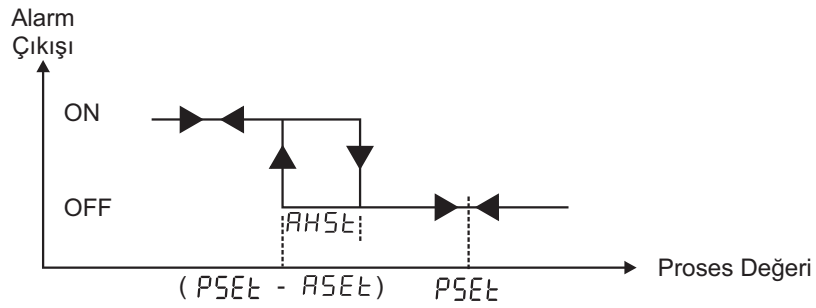 Alarm
Çıkışı
ON
OFF
AHSt
Proses Değeri
( PSEt - ASEt) PSEt